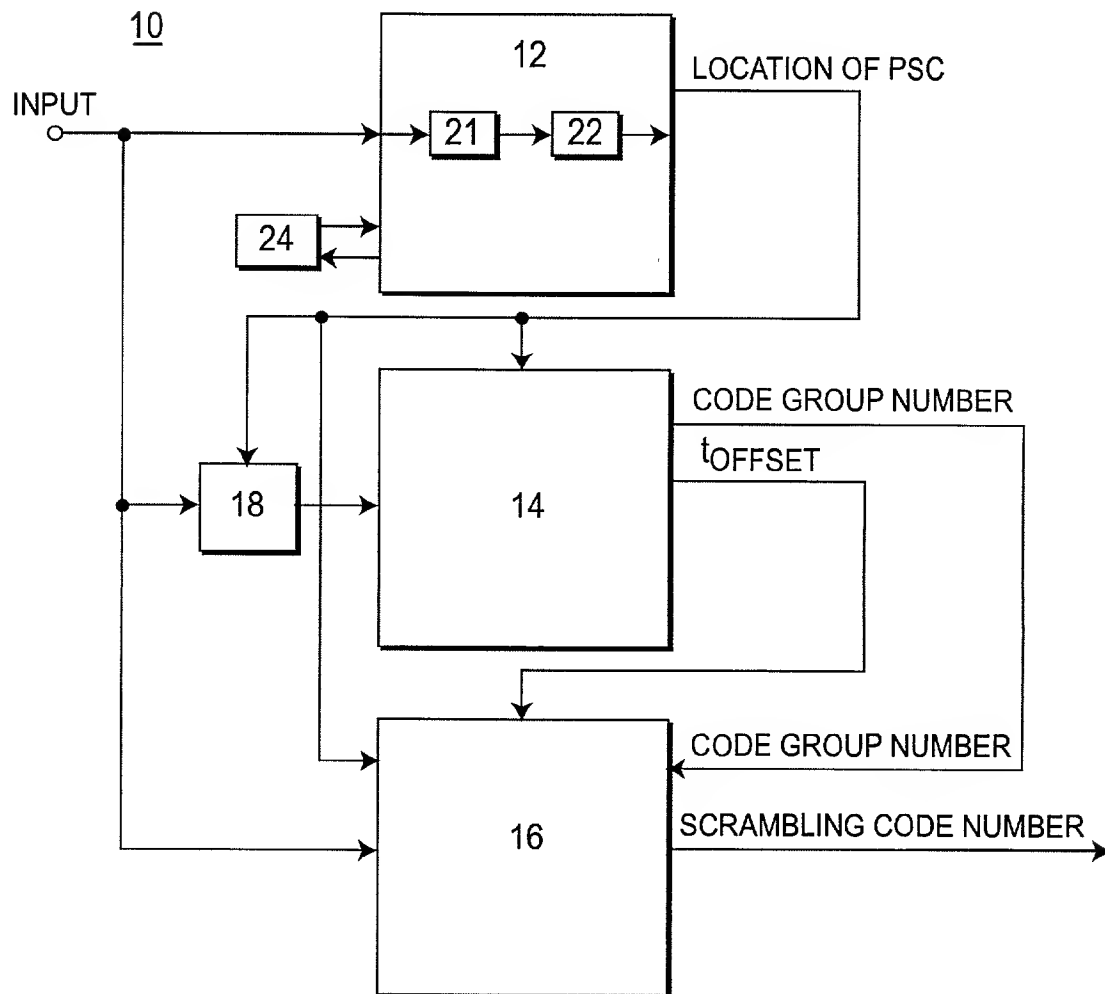 10
12
LOCATION OF PSC
INPUT
21
22
24
CODE GROUP NUMBER
tOFFSET
18
14
CODE GROUP NUMBER
16
SCRAMBLING CODE NUMBER